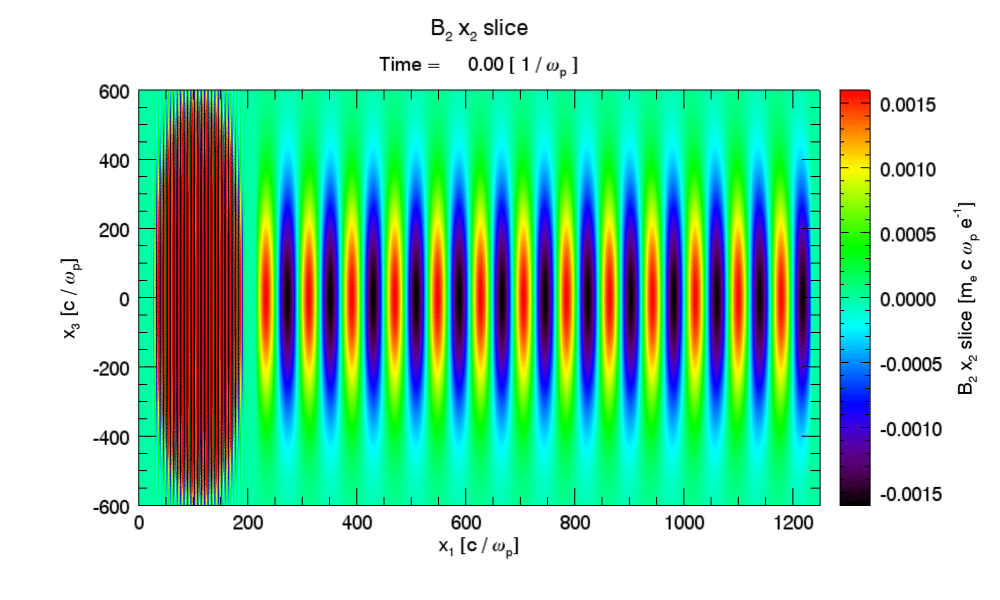 B2 x2 slice
Time = 0.00 [ 1 / ωp ]
600
400
200
0
-200
-400
-600
x3 [c / ωp]
0 200 400 600 800 1000 1200
x1 [c / ωp]
0.0015
0.0010
0.0005
0.0000
-0.0005
-0.0010
-0.0015
B2 x2 slice [me c ωp e-1]